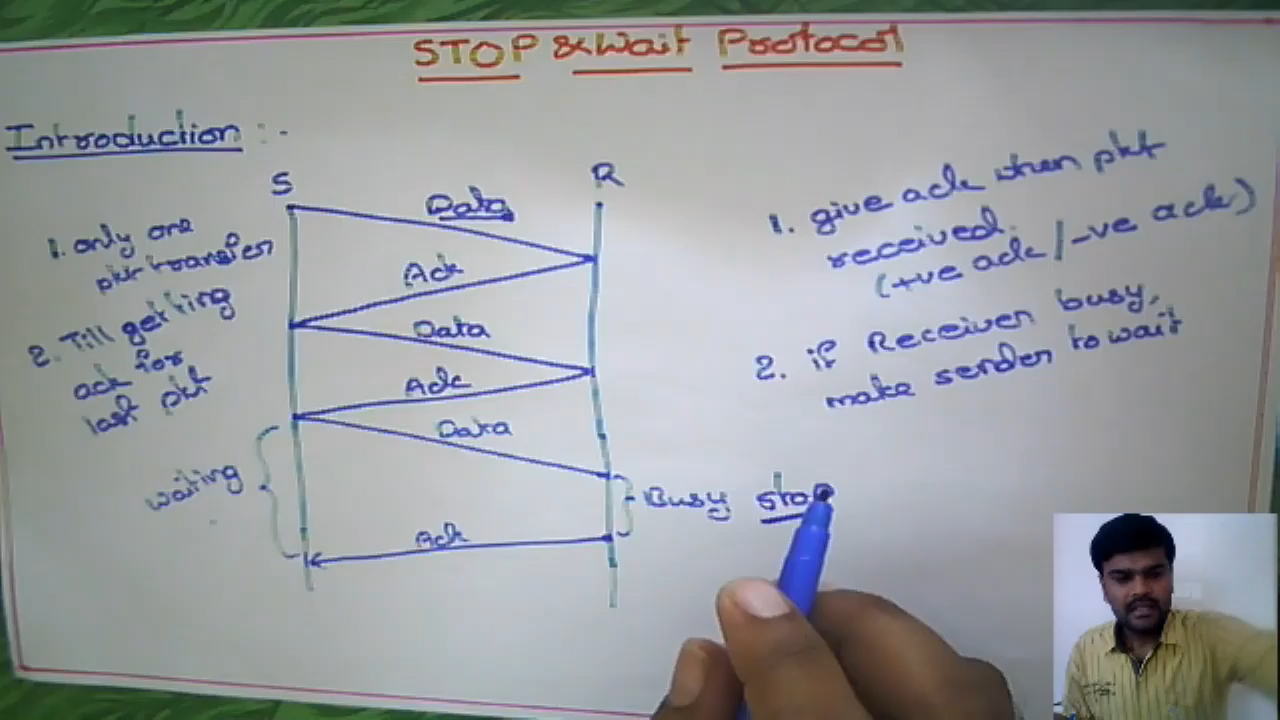 STOP & Wait Protocol
Introduction :-
S
R
1. only one
pkt transfer
2. Till getting
ack for
last pkt
Data
Ack
Data
Ack
Data
Ack
waiting
Busy stop
1. give ack when pkt
received.
(+ve ack / -ve ack)
2. if Receiver busy,
make sender to wait